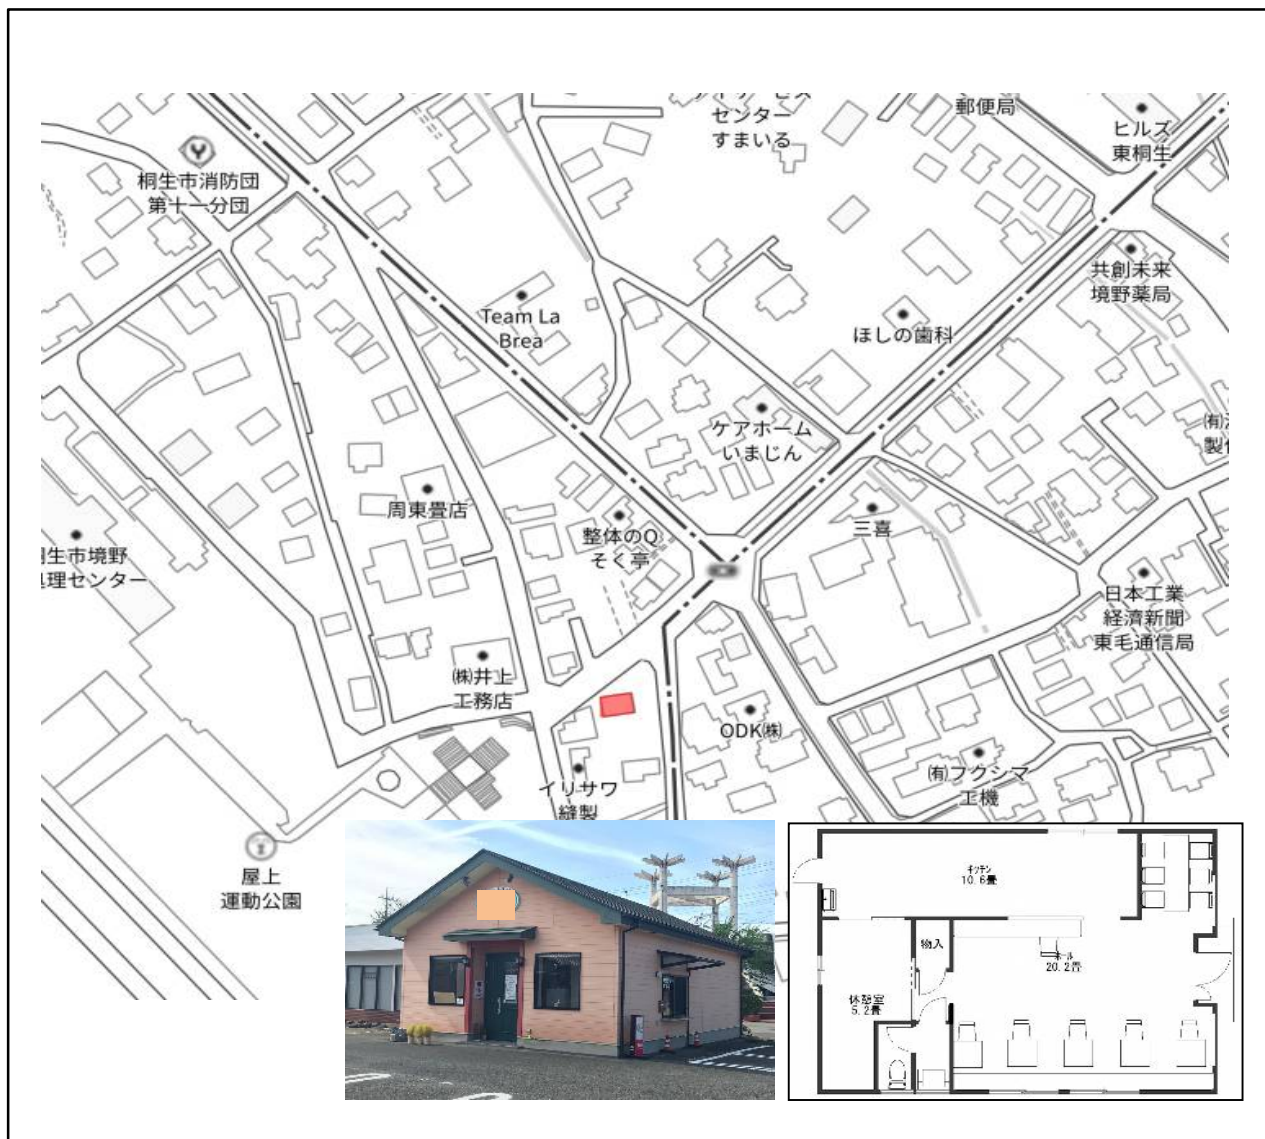 センター
すまいる
郵便局
ヒルズ
東桐生
桐生市消防団
第十一分団
共創未来
境野薬局
Team La
Brea
ほしの歯科
ケアホーム
いまじん
㈲
製
周東畳店
整体のQ
そく亭
三喜
桐生市境野
処理センター
日本工業
経済新聞
東毛通信局
㈱井上
工務店
ODK㈱
㈲フクシマ
工機
イリサワ
縫製
屋上
運動公園
キッチン
10.6畳
物入
ホール
20.2畳
休憩室
5.2畳